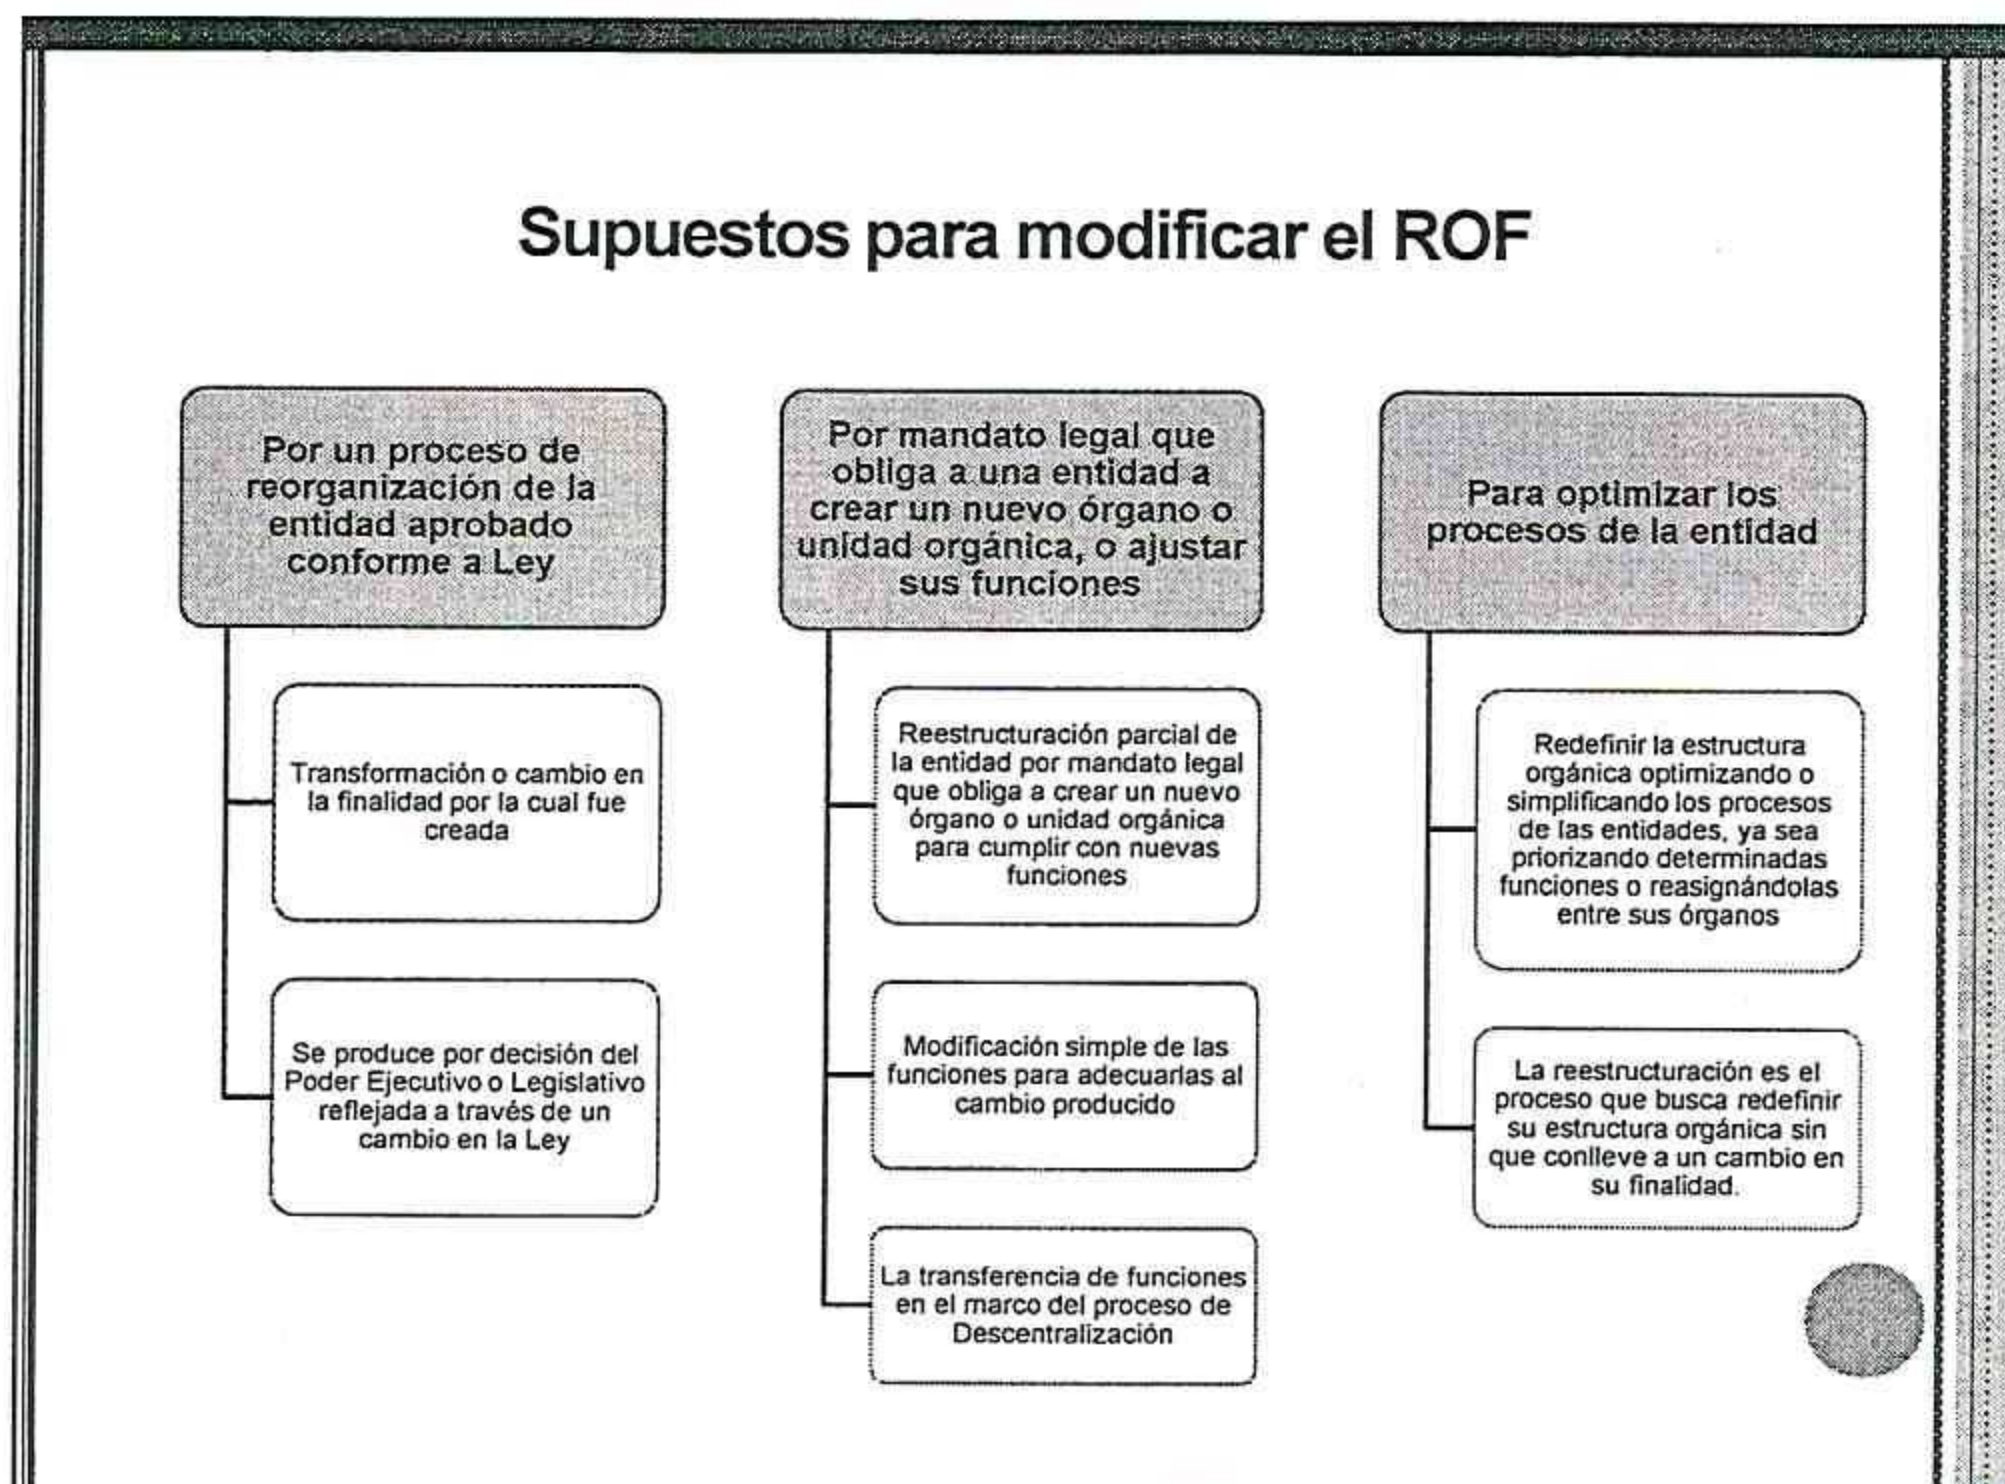 Supuestos para modificar el ROF
Por un proceso de
reorganización de la
entidad aprobado
conforme a Ley
Transformación o cambio en
la finalidad por la cual fue
creada
Se produce por decisión del
Poder Ejecutivo o Legislativo
reflejada a través de un
cambio en la Ley
Por mandato legal que
obliga a una entidad a
crear un nuevo órgano o
unidad orgánica, o ajustar
sus funciones
Reestructuración parcial de
la entidad por mandato legal
que obliga a crear un nuevo
órgano o unidad orgánica
para cumplir con nuevas
funciones
Modificación simple de las
funciones para adecuarlas al
cambio producido
La transferencia de funciones
en el marco del proceso de
Descentralización
Para optimizar los
procesos de la entidad
Redefinir la estructura
orgánica optimizando o
simplificando los procesos
de las entidades, ya sea
priorizando determinadas
funciones o reasignándolas
entre sus órganos
La reestructuración es el
proceso que busca redefinir
su estructura orgánica sin
que conlleve a un cambio en
su finalidad.